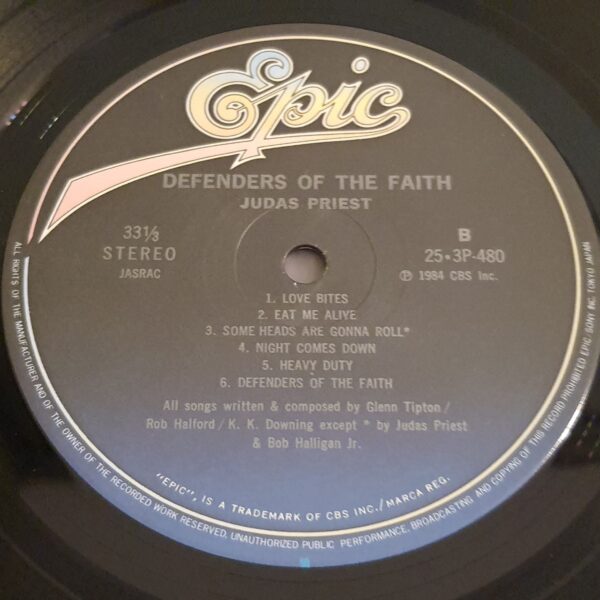 Epic
DEFENDERS OF THE FAITH
JUDAS PRIEST
33⅓
STEREO
JASRAC
B
25・3P-480
Ⓟ 1984 CBS Inc.
1. LOVE BITES
2. EAT ME ALIVE
3. SOME HEADS ARE GONNA ROLL*
4. NIGHT COMES DOWN
5. HEAVY DUTY
6. DEFENDERS OF THE FAITH
All songs written & composed by Glenn Tipton/
Rob Halford/K. K. Downing except * by Judas Priest
& Bob Halligan Jr.
"EPIC", IS A TRADEMARK OF CBS INC./MARCA REG.
ALL RIGHTS OF THE MANUFACTURER AND OF THE OWNER OF THE RECORDED WORK RESERVED. UNAUTHORIZED PUBLIC PERFORMANCE, BROADCASTING AND COPYING OF THIS RECORD PROHIBITED EPIC/SONY INC. TOKYO JAPAN